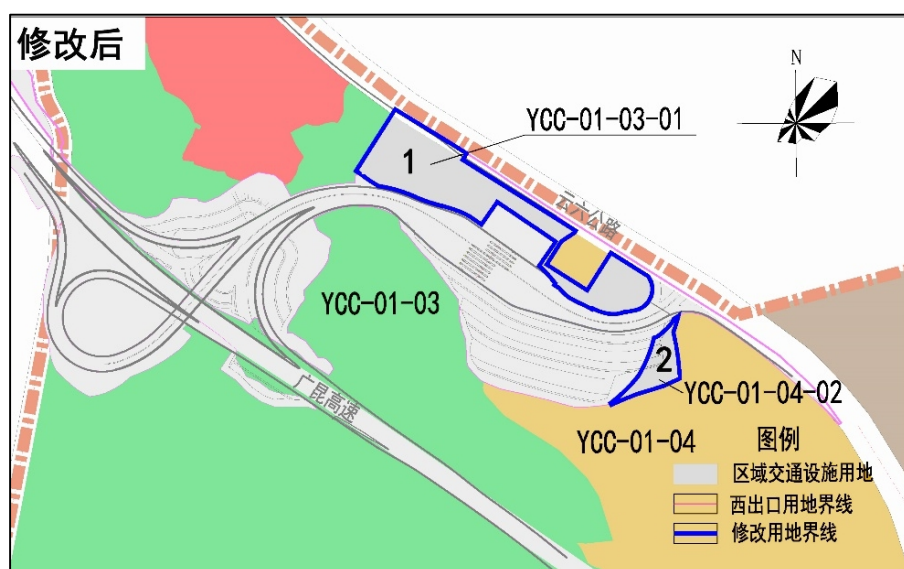 修改后
N
YCC-01-03-01
1
云六公路
YCC-01-03
2
广昆高速
YCC-01-04-02
YCC-01-04
图例
区域交通设施用地
西出口用地界线
修改用地界线